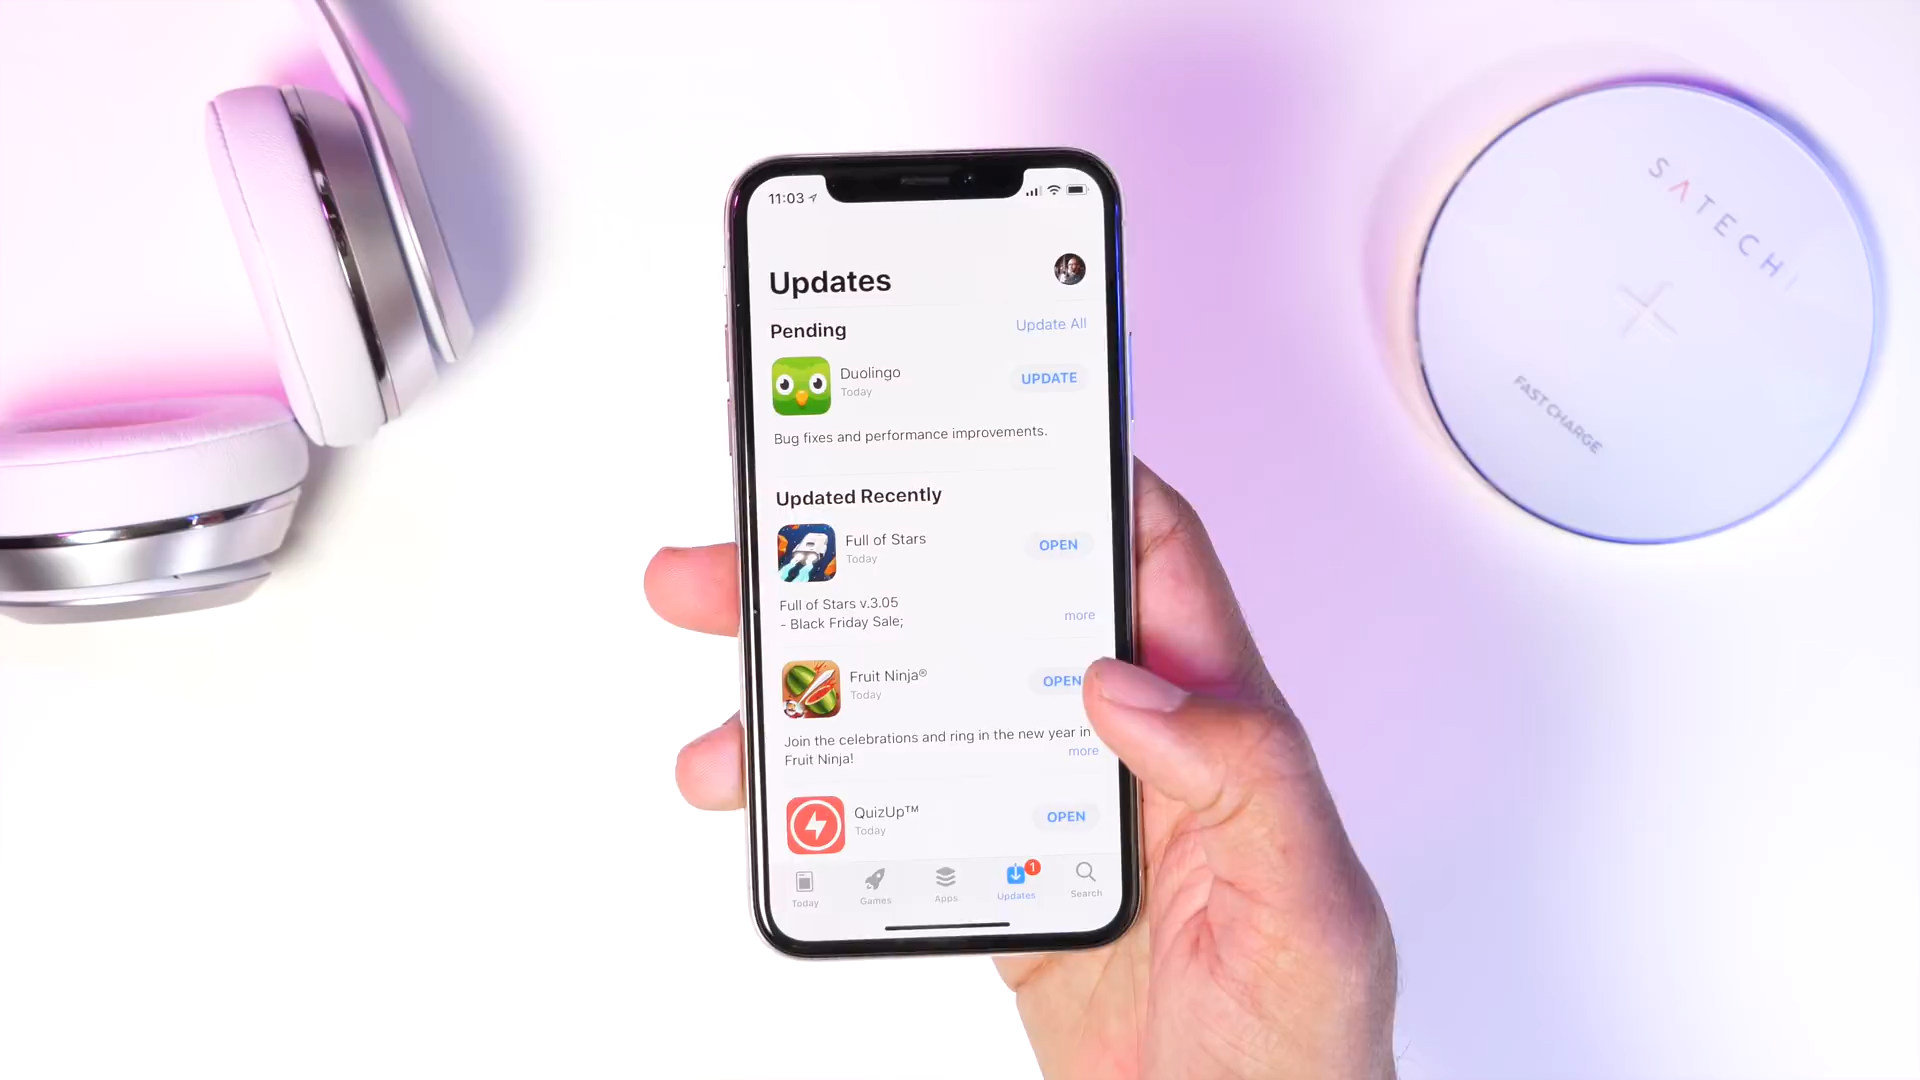 11:03
Updates
Pending
Update All
Duolingo
Today
UPDATE
Bug fixes and performance improvements.
Updated Recently
Full of Stars
Today
OPEN
Full of Stars v.3.05
- Black Friday Sale;
more
Fruit Ninja®
Today
OPEN
Join the celebrations and ring in the new year in
Fruit Ninja!
more
QuizUp™
Today
OPEN
Today
Games
Apps
1
Updates
Search
SATECHI
FAST CHARGE